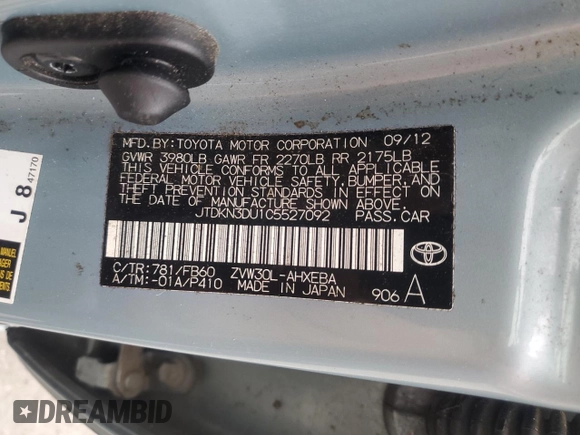 MFD.BY:TOYOTA MOTOR CORPORATION 09/12
GVWR 3980LB GAWR FR 2270LB RR 2175LB
THIS VEHICLE CONFORMS TO ALL APPLICABLE
FEDERAL MOTOR VEHICLE SAFETY, BUMPER, AND
THEFT PREVENTION STANDARDS IN EFFECT ON
THE DATE OF MANUFACTURE SHOWN ABOVE.
JTDKN3DU1C5527092 PASS.CAR
C/TR:781/FB60 ZVW30L-AHXEBA
A/TM:-01A/P410 MADE IN JAPAN
906 A
J 8 47170
MANUEL
DREAMBID